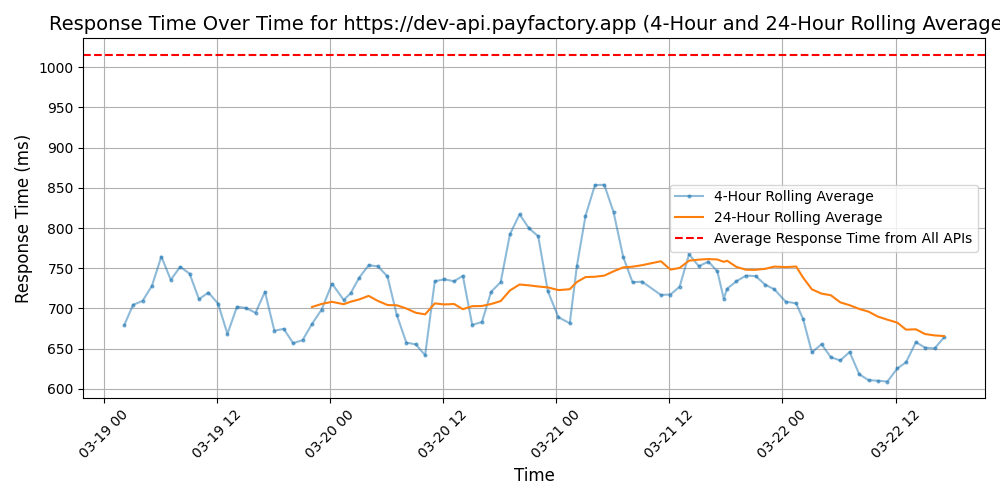 Response Time Over Time for https://dev-api.payfactory.app (4-Hour and 24-Hour Rolling Average
Response Time (ms)
1000
950
900
850
800
750
700
650
600
4-Hour Rolling Average
24-Hour Rolling Average
Average Response Time from All APIs
03-19 00
03-19 12
03-20 00
03-20 12
03-21 00
03-21 12
03-22 00
03-22 12
Time